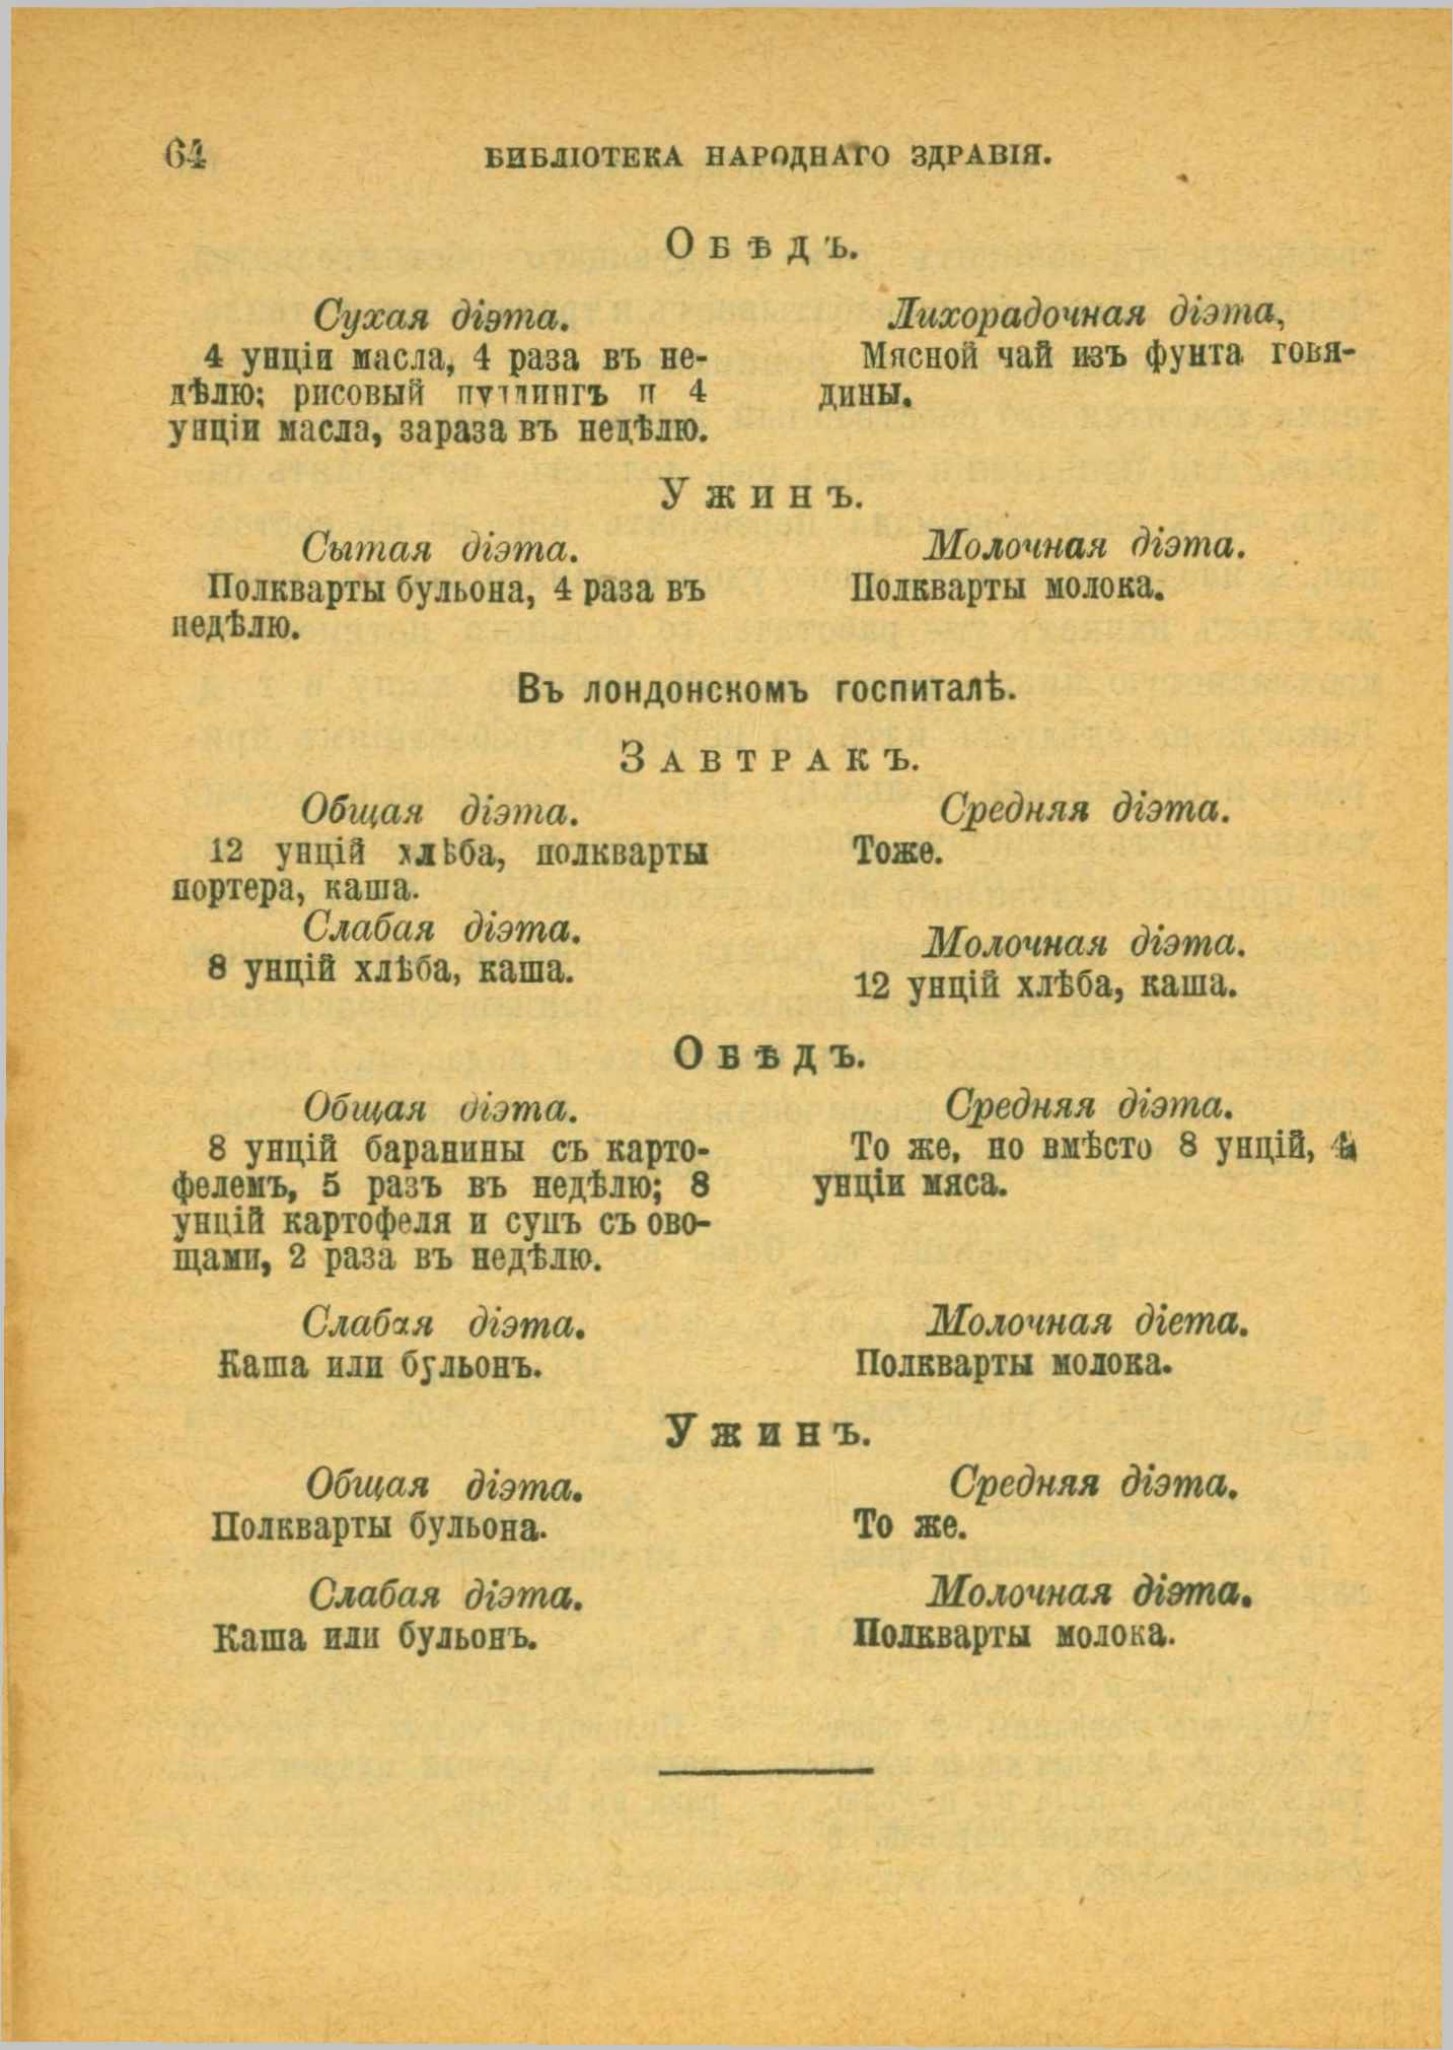 64 БИБЛІОТЕКА НАРОДНАГО ЗДРАВІЯ.
Обѣдъ.
Сухая діэта.
4 унціи масла, 4 раза въ не-
дѣлю; рисовый пуддингъ и 4
унціи масла, зараза въ недѣлю.
Лихорадочная діэта,
Мясной чай изъ фунта говя-
дины.
Ужинъ.
Сытая діэта.
Полкварты бульона, 4 раза въ
недѣлю.
Молочная діэта.
Полкварты молока.
Въ лондонскомъ госпиталѣ.
Завтракъ.
Общая діэта.
12 унцій хлѣба, полкварты
портера, каша.
Средняя діэта.
Тоже.
Слабая діэта.
8 унцій хлѣба, каша.
Молочная діэта.
12 унцій хлѣба, каша.
Обѣдъ.
Общая діэта.
8 унцій баранины съ карто-
фелемъ, 5 разъ въ недѣлю; 8
унцій картофеля и супъ съ ово-
щами, 2 раза въ недѣлю.
Средняя діэта.
То же, но вмѣсто 8 унцій, 4
унціи мяса.
Слабая діэта.
Каша или бульонъ.
Молочная діета.
Полкварты молока.
Ужинъ.
Общая діэта.
Полкварты бульона.
Средняя діэта.
То же.
Слабая діэта.
Каша или бульонъ.
Молочная діэта.
Полкварты молока.